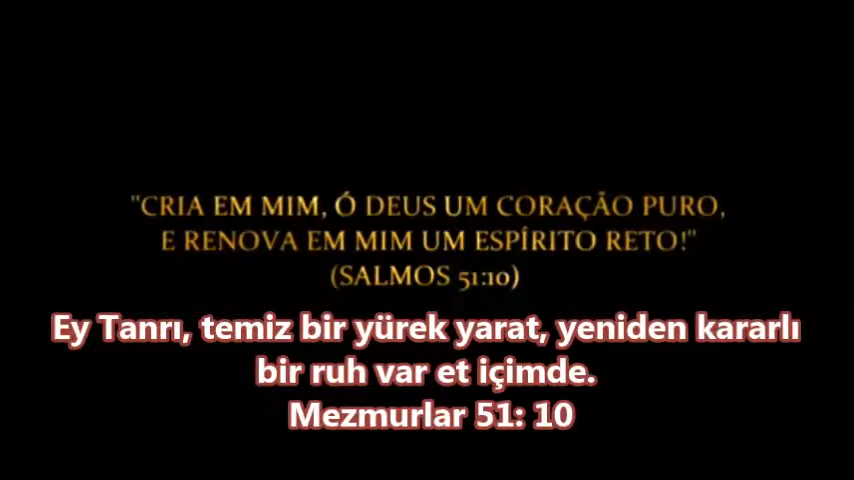 "CRIA EM MIM, Ó DEUS UM CORAÇÃO PURO,
E RENOVA EM MIM UM ESPÍRITO RETO!"
(SALMOS 51:10)
Ey Tanrı, temiz bir yürek yarat, yeniden kararlı
bir ruh var et içimde.
Mezmurlar 51: 10